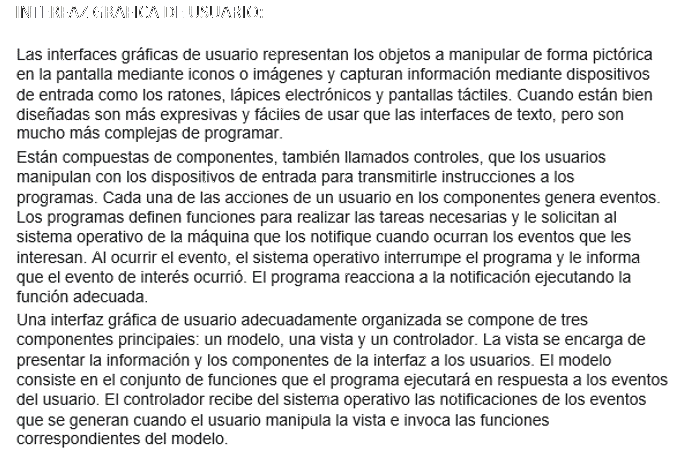 INTERFAZ GRAFICA DE USUARIO:
Las interfaces gráficas de usuario representan los objetos a manipular de forma pictórica
en la pantalla mediante iconos o imágenes y capturan información mediante dispositivos
de entrada como los ratones, lápices electrónicos y pantallas táctiles. Cuando están bien
diseñadas son más expresivas y fáciles de usar que las interfaces de texto, pero son
mucho más complejas de programar.
Están compuestas de componentes, también llamados controles, que los usuarios
manipulan con los dispositivos de entrada para transmitirle instrucciones a los
programas. Cada una de las acciones de un usuario en los componentes genera eventos.
Los programas definen funciones para realizar las tareas necesarias y le solicitan al
sistema operativo de la máquina que los notifique cuando ocurran los eventos que les
interesan. Al ocurrir el evento, el sistema operativo interrumpe el programa y le informa
que el evento de interés ocurrió. El programa reacciona a la notificación ejecutando la
función adecuada.
Una interfaz gráfica de usuario adecuadamente organizada se compone de tres
componentes principales: un modelo, una vista y un controlador. La vista se encarga de
presentar la información y los componentes de la interfaz a los usuarios. El modelo
consiste en el conjunto de funciones que el programa ejecutará en respuesta a los eventos
del usuario. El controlador recibe del sistema operativo las notificaciones de los eventos
que se generan cuando el usuario manipula la vista e invoca las funciones
correspondientes del modelo.